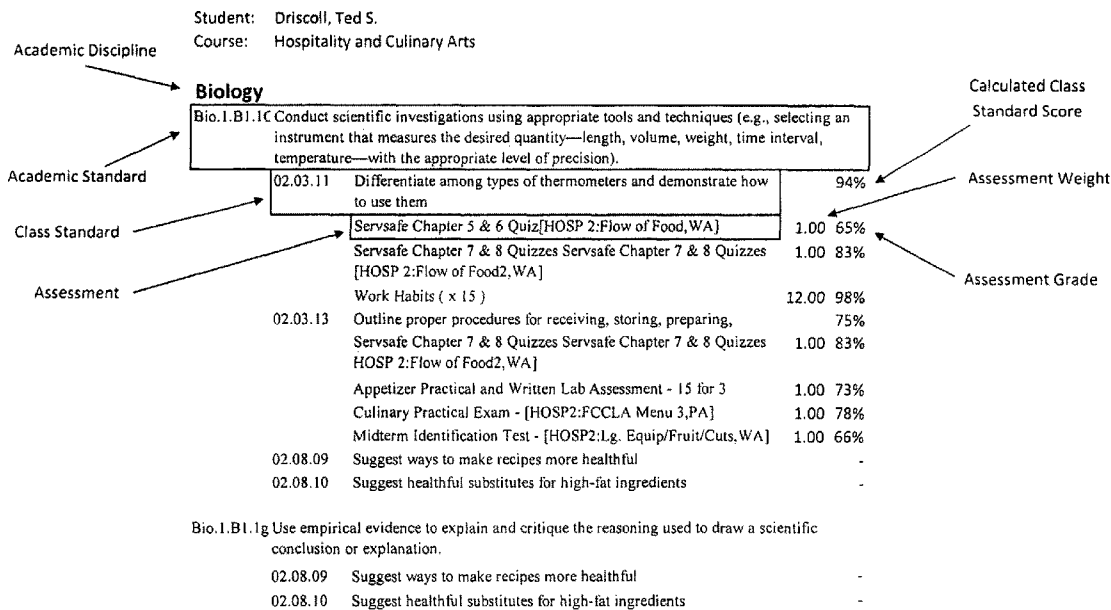 Student: Driscoll, Ted S.
Course: Hospitality and Culinary Arts
Academic Discipline
Biology
Calculated Class
Standard Score
Bio.1.B1.1C Conduct scientific investigations using appropriate tools and techniques (e.g., selecting an
instrument that measures the desired quantity—length, volume, weight, time interval,
temperature—with the appropriate level of precision).
Academic Standard
02.03.11 Differentiate among types of thermometers and demonstrate how 94%
to use them
Assessment Weight
Class Standard
Servsafe Chapter 5 & 6 Quiz[HOSP 2:Flow of Food,WA] 1.00 65%
Servsafe Chapter 7 & 8 Quizzes Servsafe Chapter 7 & 8 Quizzes 1.00 83%
[HOSP 2:Flow of Food2,WA]
Assessment Grade
Assessment
Work Habits ( x 15 ) 12.00 98%
02.03.13 Outline proper procedures for receiving, storing, preparing, 75%
Servsafe Chapter 7 & 8 Quizzes Servsafe Chapter 7 & 8 Quizzes 1.00 83%
HOSP 2:Flow of Food2,WA]
Appetizer Practical and Written Lab Assessment - 15 for 3 1.00 73%
Culinary Practical Exam - [HOSP2:FCCLA Menu 3,PA] 1.00 78%
Midterm Identification Test - [HOSP2:Lg. Equip/Fruit/Cuts,WA] 1.00 66%
02.08.09 Suggest ways to make recipes more healthful -
02.08.10 Suggest healthful substitutes for high-fat ingredients -
Bio.1.B1.1g Use empirical evidence to explain and critique the reasoning used to draw a scientific
conclusion or explanation.
02.08.09 Suggest ways to make recipes more healthful -
02.08.10 Suggest healthful substitutes for high-fat ingredients -